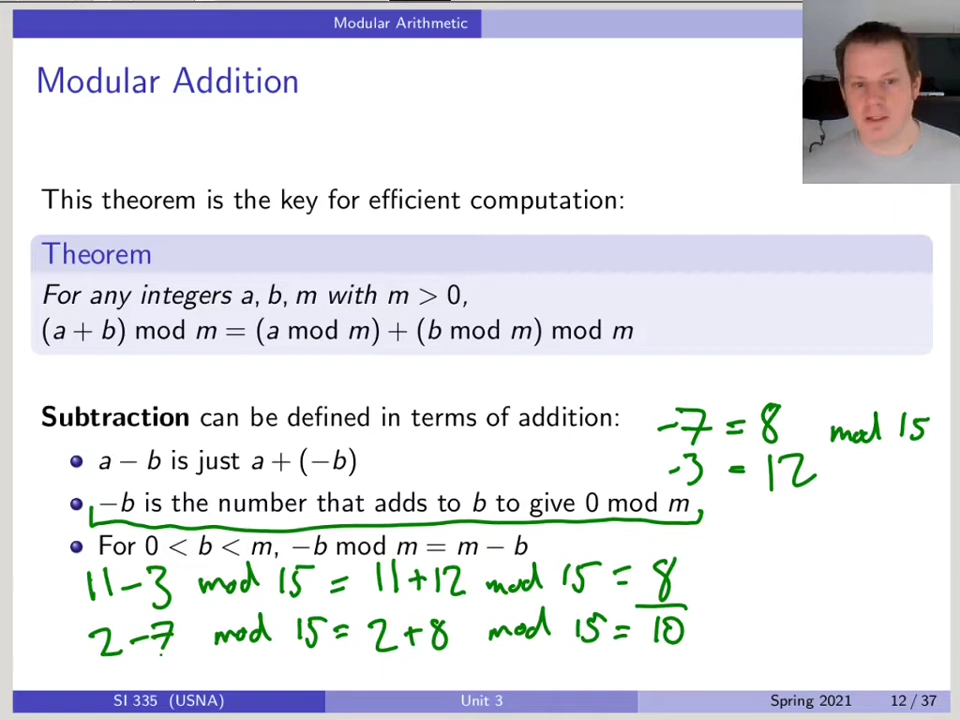 Modular Arithmetic
Modular Addition
This theorem is the key for efficient computation:
Theorem
For any integers a, b, m with m > 0,
(a + b) mod m = (a mod m) + (b mod m) mod m
Subtraction can be defined in terms of addition:
-7 = 8 mod 15
a − b is just a + (−b)
-3 = 12
−b is the number that adds to b to give 0 mod m
For 0 < b < m, −b mod m = m − b
11-3 mod 15 = 11+12 mod 15 = 8
2-7 mod 15 = 2+8 mod 15 = 10
SI 335 (USNA) Unit 3 Spring 2021 12 / 37